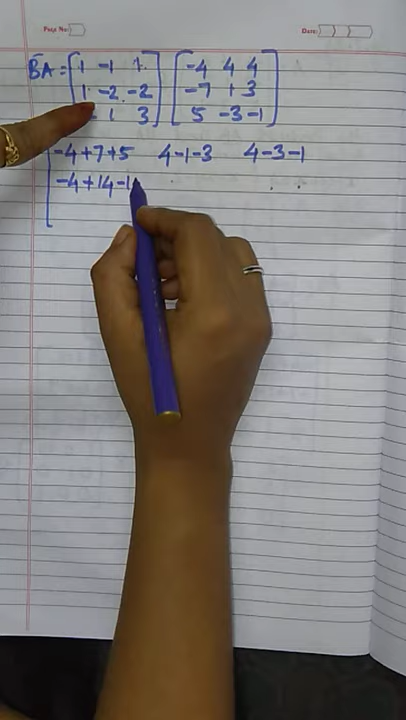 Page No:
Date:
BA = [ 1 -1 1 ] [ -4 4 4 ]
1 -2 -2 -7 1 3
1 3 5 -3 -1
-4+7+5 4-1-3 4-3-1
-4+14-1